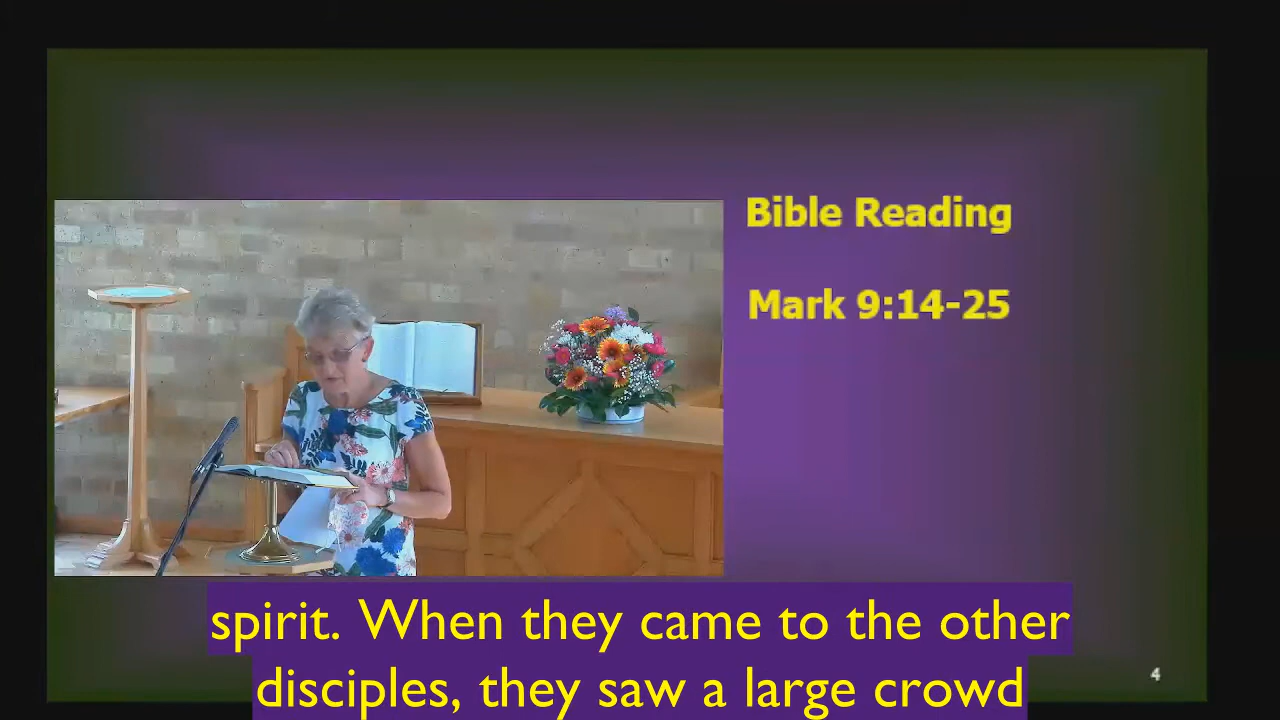 Bible Reading
Mark 9:14-25
spirit. When they came to the other
disciples, they saw a large crowd
4